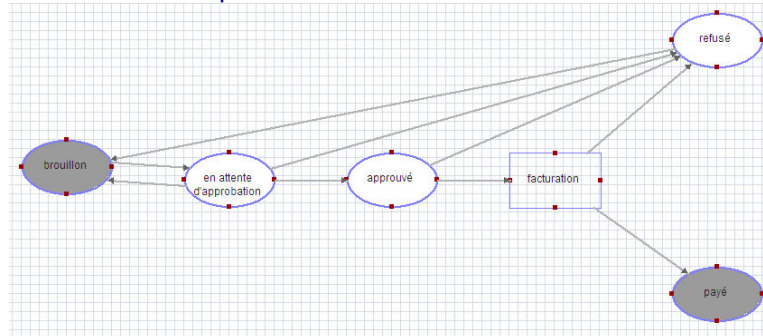 refusé
brouillon
en attente
d'approbation
approuvé
facturation
payé